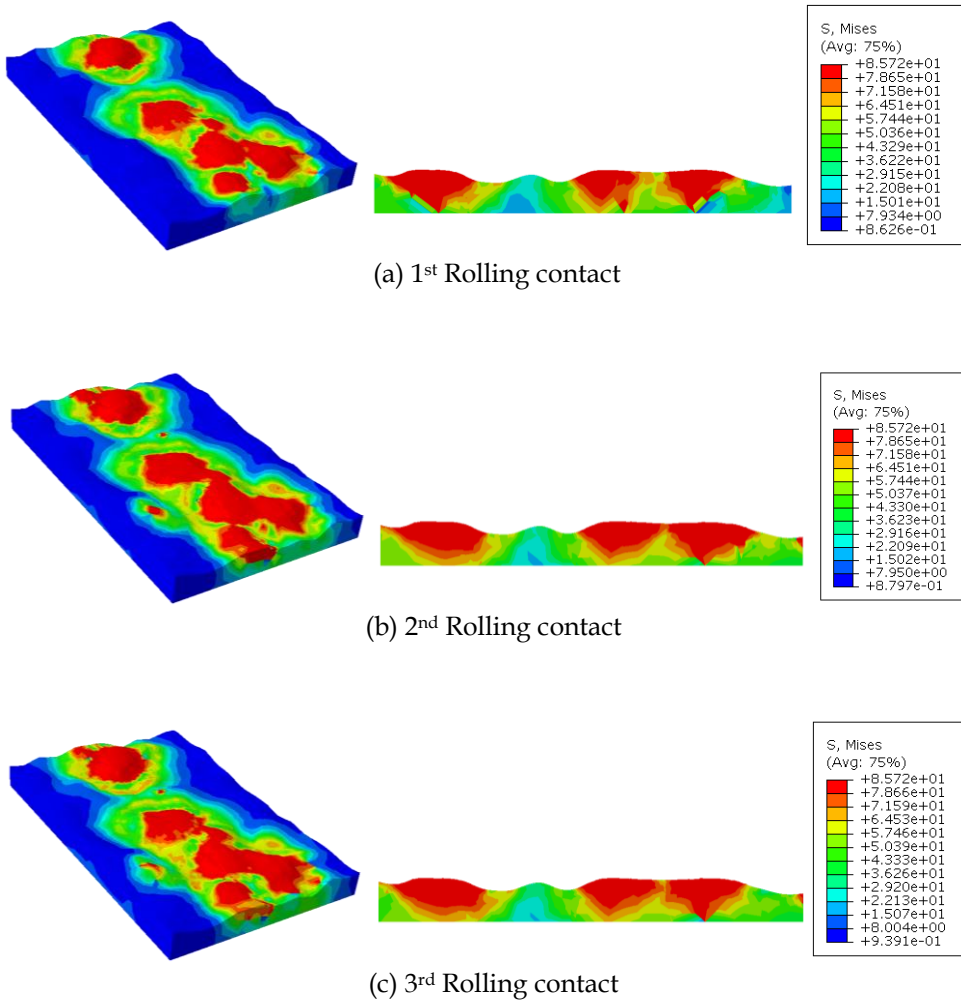 S, Mises
(Avg: 75%)
+8.572e+01
+7.865e+01
+7.158e+01
+6.451e+01
+5.744e+01
+5.036e+01
+4.329e+01
+3.622e+01
+2.915e+01
+2.208e+01
+1.501e+01
+7.934e+00
+8.626e-01
(a) 1st Rolling contact
S, Mises
(Avg: 75%)
+8.572e+01
+7.865e+01
+7.158e+01
+6.451e+01
+5.744e+01
+5.037e+01
+4.330e+01
+3.623e+01
+2.916e+01
+2.209e+01
+1.502e+01
+7.950e+00
+8.797e-01
(b) 2nd Rolling contact
S, Mises
(Avg: 75%)
+8.572e+01
+7.866e+01
+7.159e+01
+6.453e+01
+5.746e+01
+5.039e+01
+4.333e+01
+3.626e+01
+2.920e+01
+2.213e+01
+1.507e+01
+8.004e+00
+9.391e-01
(c) 3rd Rolling contact